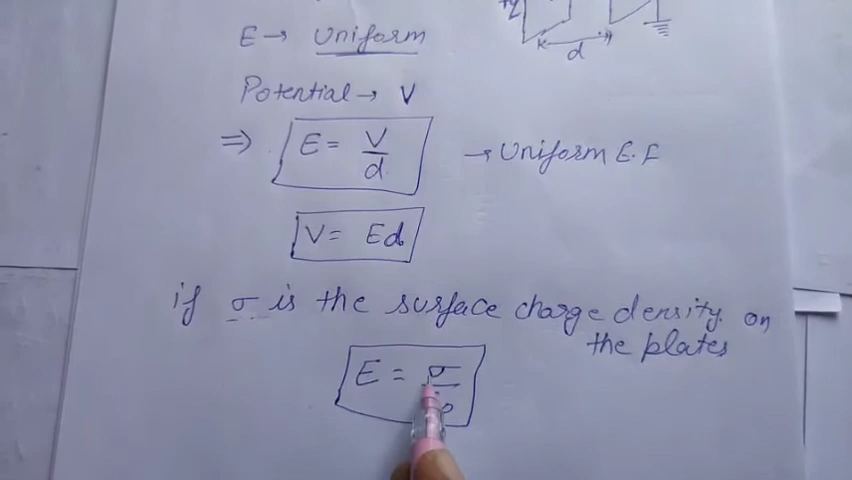 +q
E → Uniform
d
Potential → V
⇒ E = V/d → Uniform E.F
V = Ed
if σ is the surface charge density on
the plates
E = σ